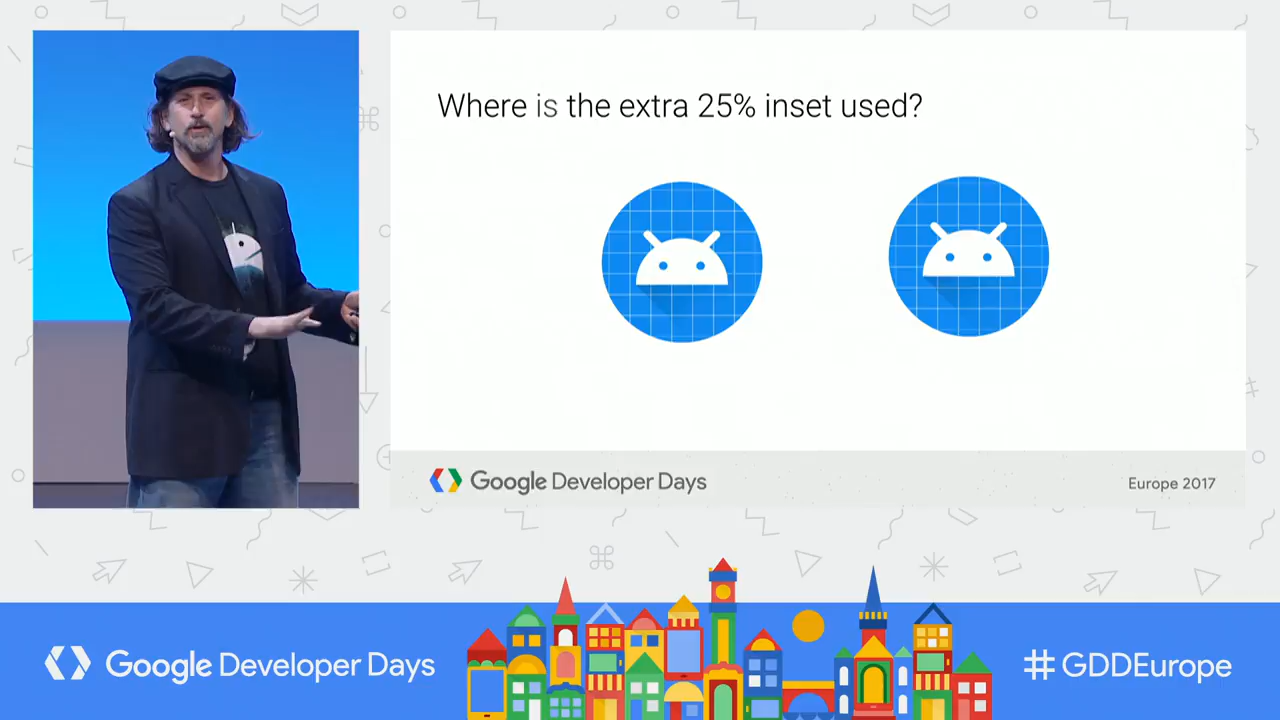 Where is the extra 25% inset used?
Google Developer Days
Europe 2017
Google Developer Days
#GDDEurope